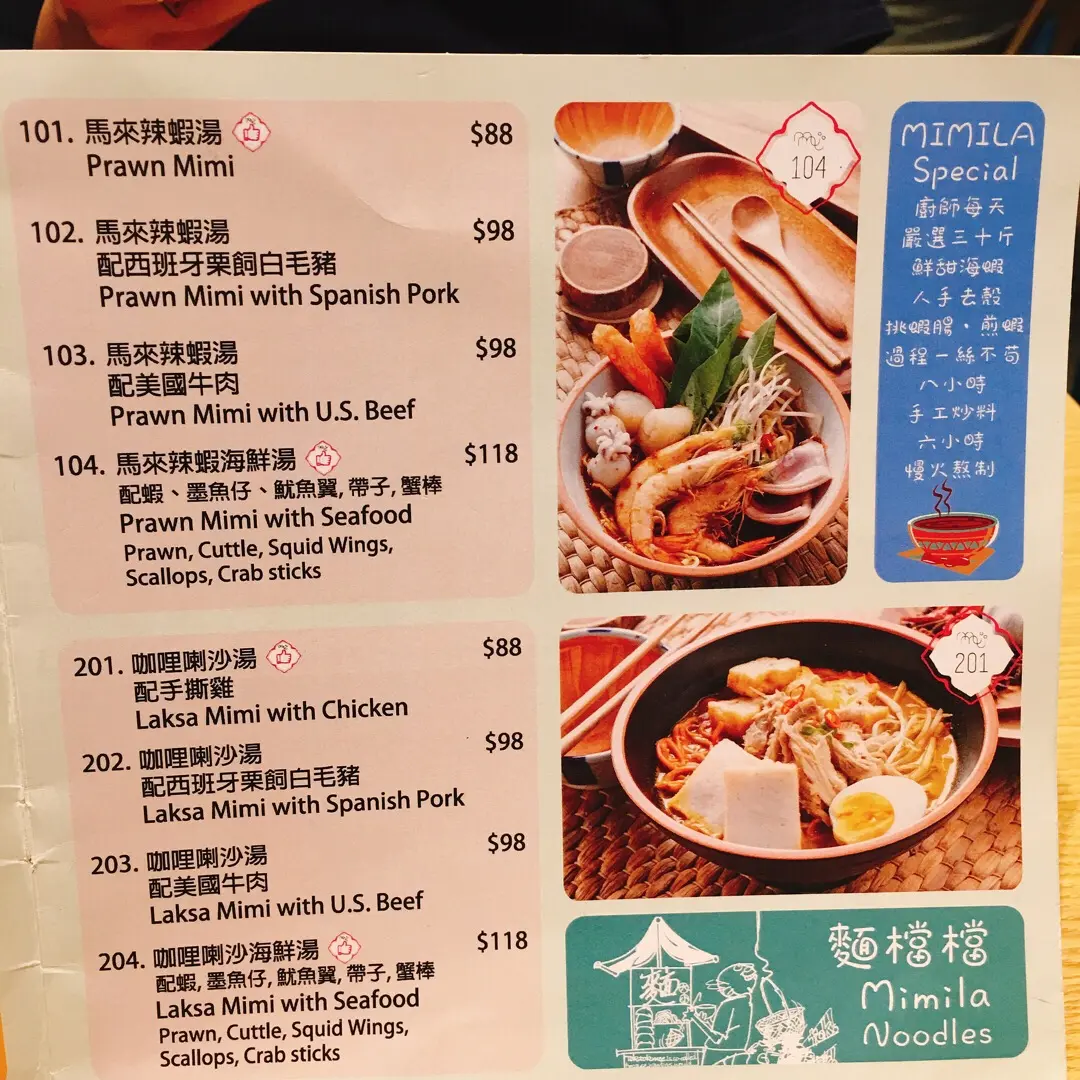 101. 馬來辣蝦湯 $88
Prawn Mimi
102. 馬來辣蝦湯 $98
配西班牙栗飼白毛豬
Prawn Mimi with Spanish Pork
103. 馬來辣蝦湯 $98
配美國牛肉
Prawn Mimi with U.S. Beef
104. 馬來辣蝦海鮮湯 $118
配蝦、墨魚仔、魷魚翼, 帶子, 蟹棒
Prawn Mimi with Seafood
Prawn, Cuttle, Squid Wings,
Scallops, Crab sticks
104
MIMILA
Special
廚師每天
嚴選三十斤
鮮甜海蝦
人手去殼
挑蝦腸・煎蝦
過程一絲不苟
八小時
手工炒料
六小時
慢火熬制
201. 咖哩喇沙湯 $88
配手撕雞
Laksa Mimi with Chicken
202. 咖哩喇沙湯 $98
配西班牙栗飼白毛豬
Laksa Mimi with Spanish Pork
203. 咖哩喇沙湯 $98
配美國牛肉
Laksa Mimi with U.S. Beef
204. 咖哩喇沙海鮮湯 $118
配蝦, 墨魚仔, 魷魚翼, 帶子, 蟹棒
Laksa Mimi with Seafood
Prawn, Cuttle, Squid Wings,
Scallops, Crab sticks
201
麵
麵檔檔
Mimila
Noodles